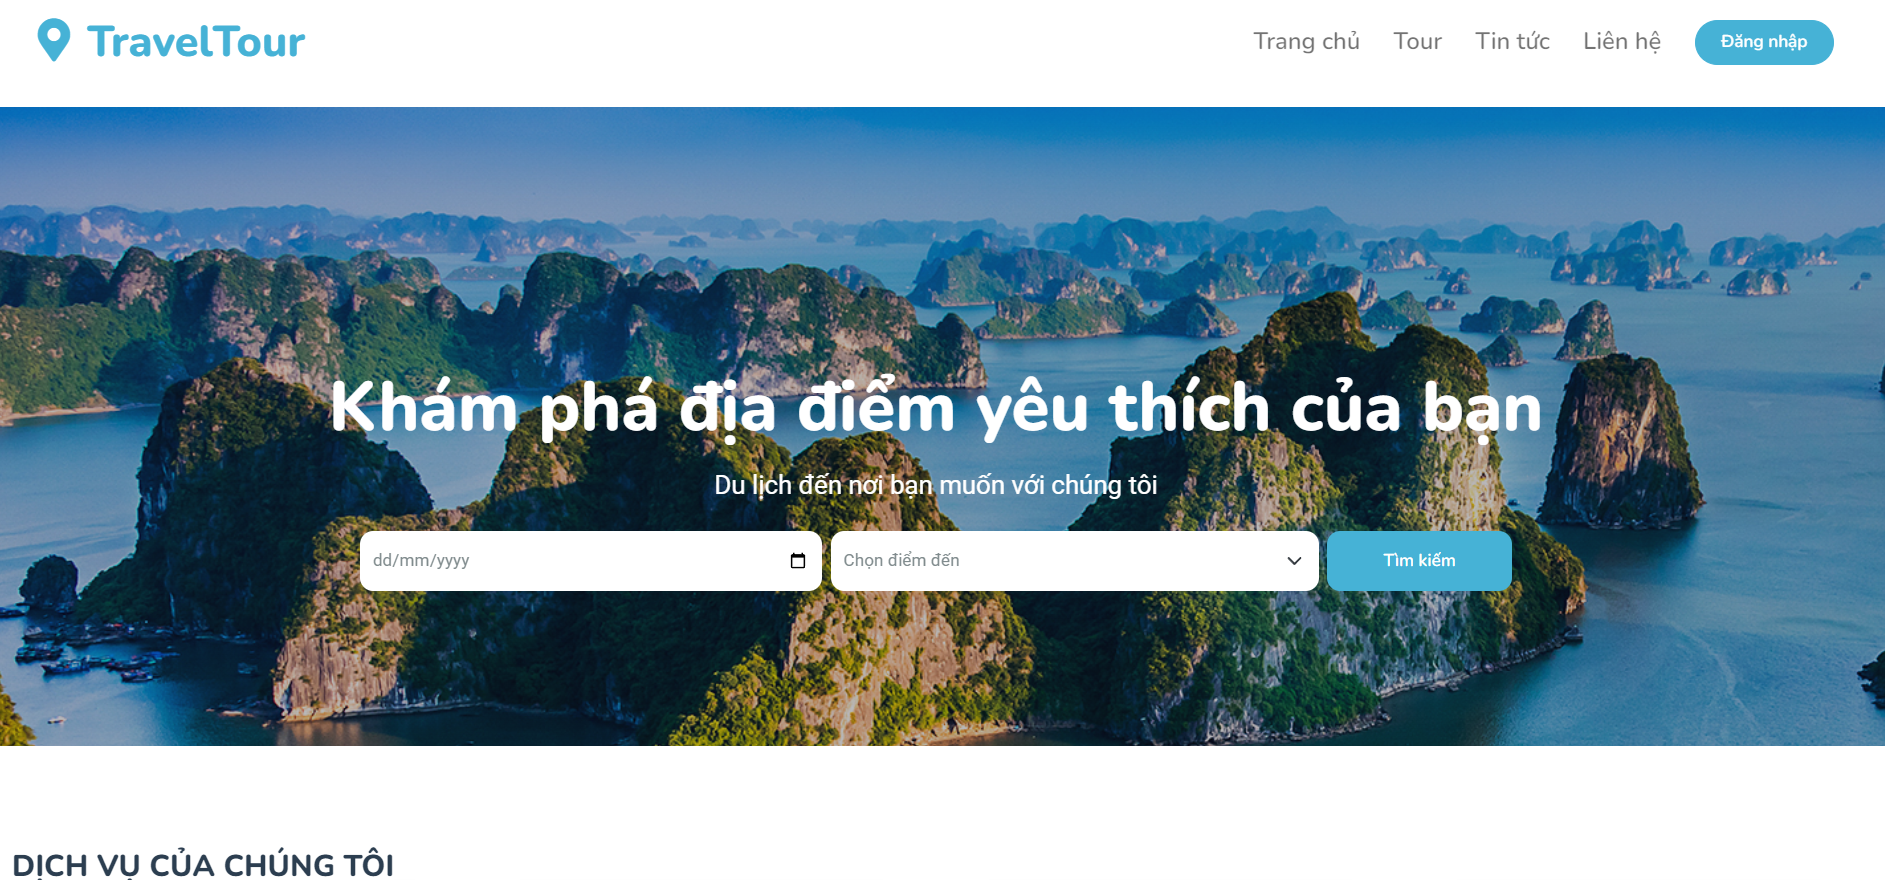 TravelTour
Trang chủ
Tour
Tin tức
Liên hệ
Đăng nhập
Khám phá địa điểm yêu thích của bạn
Du lịch đến nơi bạn muốn với chúng tôi
dd/mm/yyyy
Chọn điểm đến
Tìm kiếm
DỊCH VỤ CỦA CHÚNG TÔI